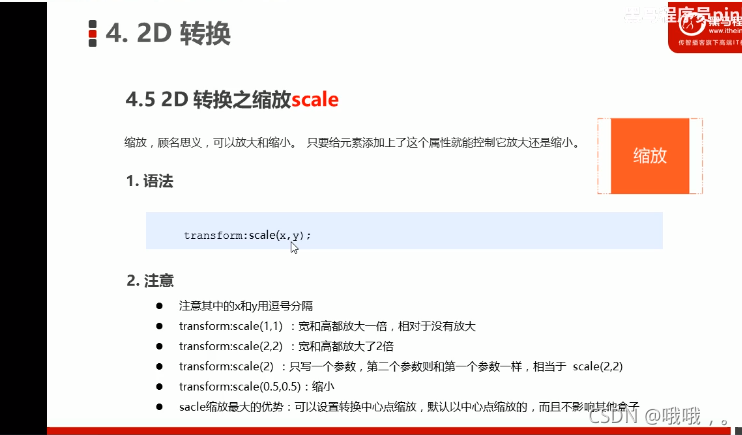 4. 2D 转换
程序员pin
黑马程
www.itheim
传智播客旗下高端IT
4.5 2D 转换之缩放scale
缩放，顾名思义，可以放大和缩小。 只要给元素添加上了这个属性就能控制它放大还是缩小。
缩放
1. 语法
transform:scale(x,y);
2. 注意
注意其中的x和y用逗号分隔
transform:scale(1,1) ：宽和高都放大一倍，相对于没有放大
transform:scale(2,2) ：宽和高都放大了2倍
transform:scale(2) ：只写一个参数，第二个参数则和第一个参数一样，相当于 scale(2,2)
transform:scale(0.5,0.5)：缩小
sacle缩放最大的优势：可以设置转换中心点缩放，默认以中心点缩放的，而且不影响其他盒子
CSDN @哦哦，。